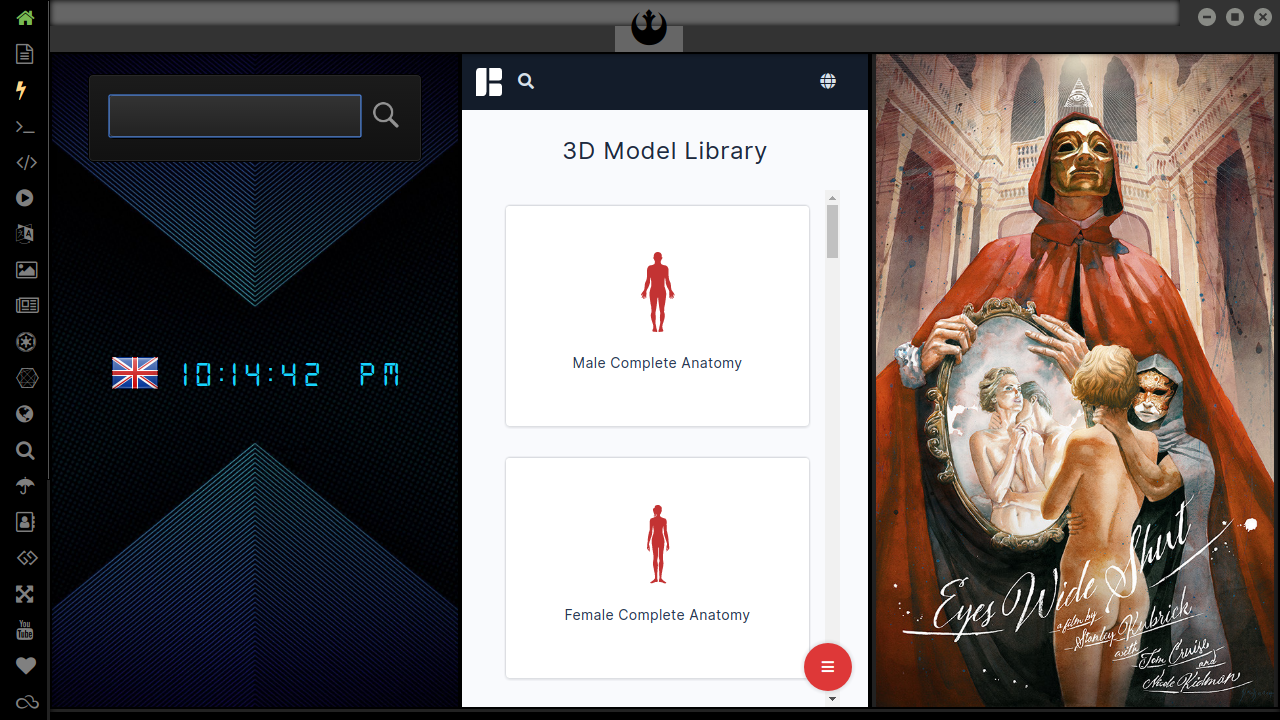 10:14:42 PM
3D Model Library
Male Complete Anatomy
Female Complete Anatomy
Eyes Wide Shut
a film by
Stanley Kubrick
with
Tom Cruise
and
Nicole Kidman
You
Tube